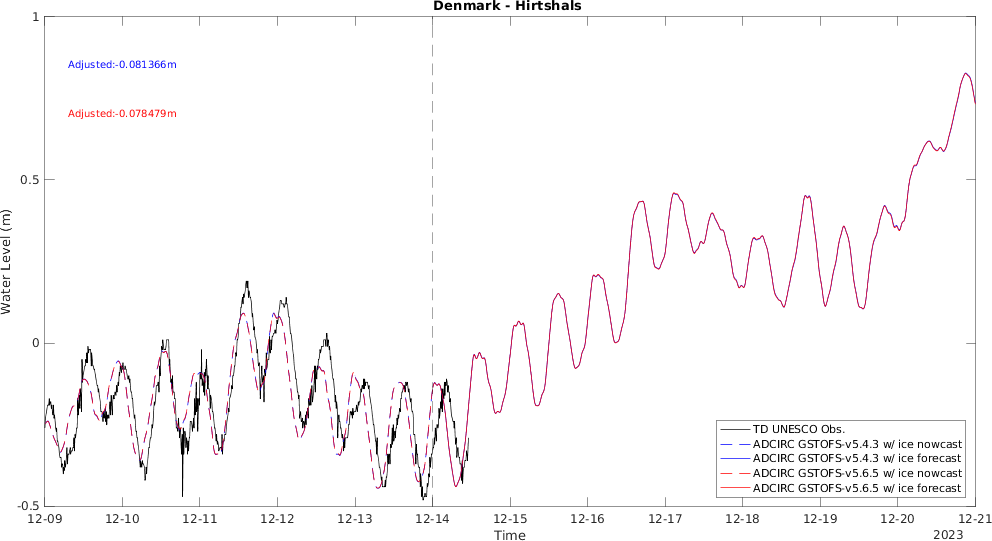 Denmark - Hirtshals
Adjusted:-0.081366m
Adjusted:-0.078479m
Water Level (m)
1
0.5
0
-0.5
12-09 12-10 12-11 12-12 12-13 12-14 12-15 12-16 12-17 12-18 12-19 12-20 12-21
Time
2023
TD UNESCO Obs.
ADCIRC GSTOFS-v5.4.3 w/ ice nowcast
ADCIRC GSTOFS-v5.4.3 w/ ice forecast
ADCIRC GSTOFS-v5.6.5 w/ ice nowcast
ADCIRC GSTOFS-v5.6.5 w/ ice forecast